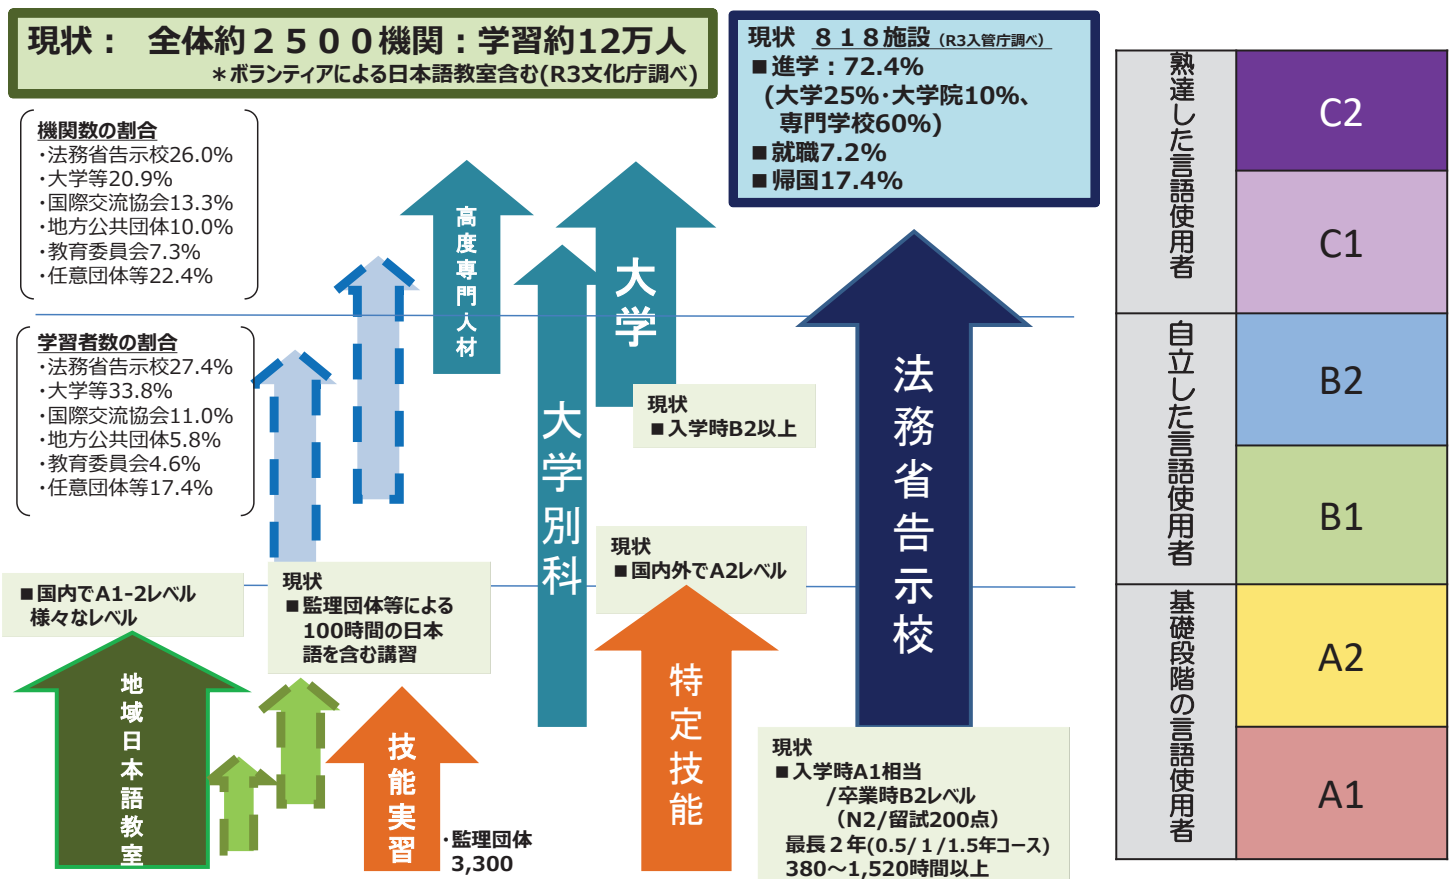 現状： 全体約２５００機関：学習約12万人
＊ボランティアによる日本語教室含む(R3文化庁調べ)
機関数の割合
・法務省告示校26.0%
・大学等20.9%
・国際交流協会13.3%
・地方公共団体10.0%
・教育委員会7.3%
・任意団体等22.4%
学習者数の割合
・法務省告示校27.4%
・大学等33.8%
・国際交流協会11.0%
・地方公共団体5.8%
・教育委員会4.6%
・任意団体等17.4%
現状 ８１８施設 (R3入管庁調べ)
■進学：72.4%
(大学25%・大学院10%、
専門学校60%)
■就職7.2%
■帰国17.4%
高度専門人材
大学
大学別科
法務省告示校
現状
■入学時B2以上
現状
■国内外でA2レベル
■国内でA1-2レベル
様々なレベル
現状
■監理団体等による
100時間の日本
語を含む講習
地域日本語教室
技能実習
・監理団体
3,300
特定技能
現状
■入学時A1相当
/卒業時B2レベル
（N2/留試200点）
最長２年(0.5/１/1.5年コース)
380～1,520時間以上
熟達した言語使用者
C2
C1
自立した言語使用者
B2
B1
基礎段階の言語使用者
A2
A1